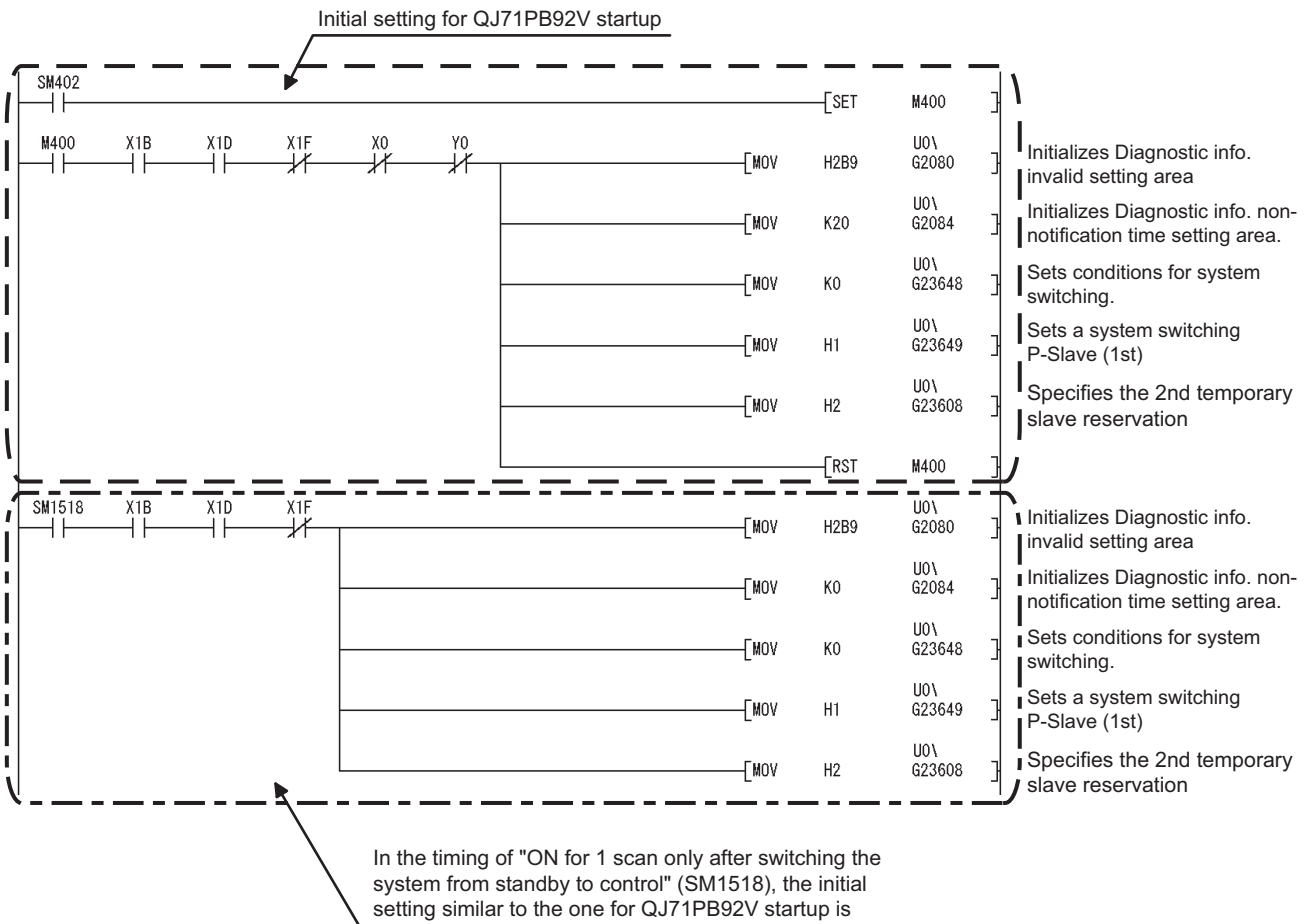 Initial setting for QJ71PB92V startup
SM402
SET M400
M400 X1B X1D X1F X0 Y0
MOV H2B9 U0\
G2080
Initializes Diagnostic info.
invalid setting area
MOV K20 U0\
G2084
Initializes Diagnostic info. non-
notification time setting area.
MOV K0 U0\
G23648
Sets conditions for system
switching.
MOV H1 U0\
G23649
Sets a system switching
P-Slave (1st)
MOV H2 U0\
G23608
Specifies the 2nd temporary
slave reservation
RST M400
SM1518 X1B X1D X1F
MOV H2B9 U0\
G2080
Initializes Diagnostic info.
invalid setting area
MOV K0 U0\
G2084
Initializes Diagnostic info. non-
notification time setting area.
MOV K0 U0\
G23648
Sets conditions for system
switching.
MOV H1 U0\
G23649
Sets a system switching
P-Slave (1st)
MOV H2 U0\
G23608
Specifies the 2nd temporary
slave reservation
In the timing of "ON for 1 scan only after switching the
system from standby to control" (SM1518), the initial
setting similar to the one for QJ71PB92V startup is